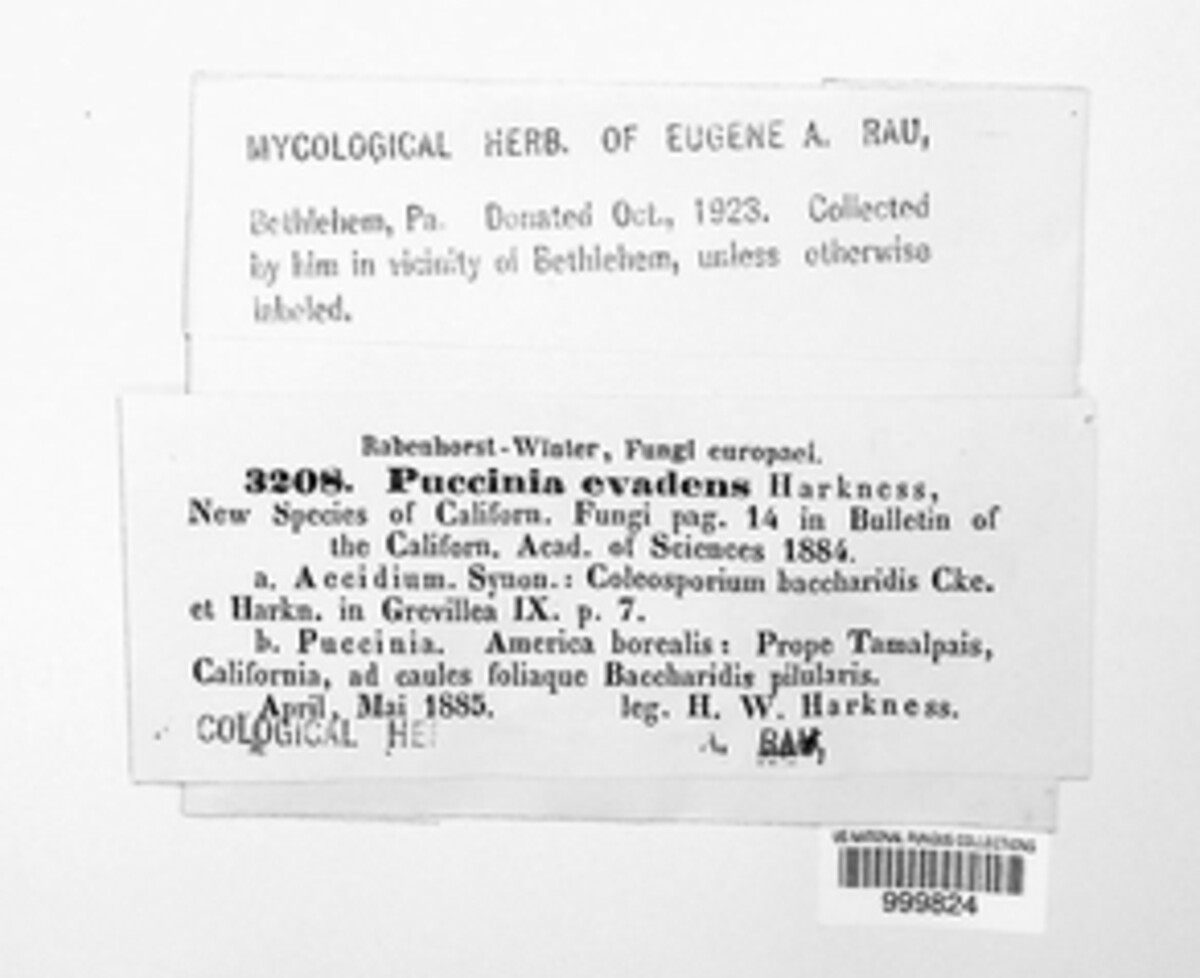 MYCOLOGICAL HERB. OF EUGENE A. RAU,
Bethlehem, Pa. Donated Oct., 1923. Collected
by him in vicinity of Bethlehem, unless otherwise
labeled.
Rabenhorst-Winter, Fungi europaei.
3208. Puccinia evadens Harkness,
New Species of Californ. Fungi pag. 14 in Bulletin of
the Californ. Acad. of Sciences 1884.
a. Aecidium. Synon.: Coleosporium baccharidis Cke.
et Harkn. in Grevillea IX. p. 7.
b. Puccinia. America borealis: Prope Tamalpais,
California, ad caules foliaque Baccharidis pilularis.
April, Mai 1885. leg. H. W. Harkness.
COLOGICAL HE A. RAU,
US NATIONAL FUNGUS COLLECTIONS
999824